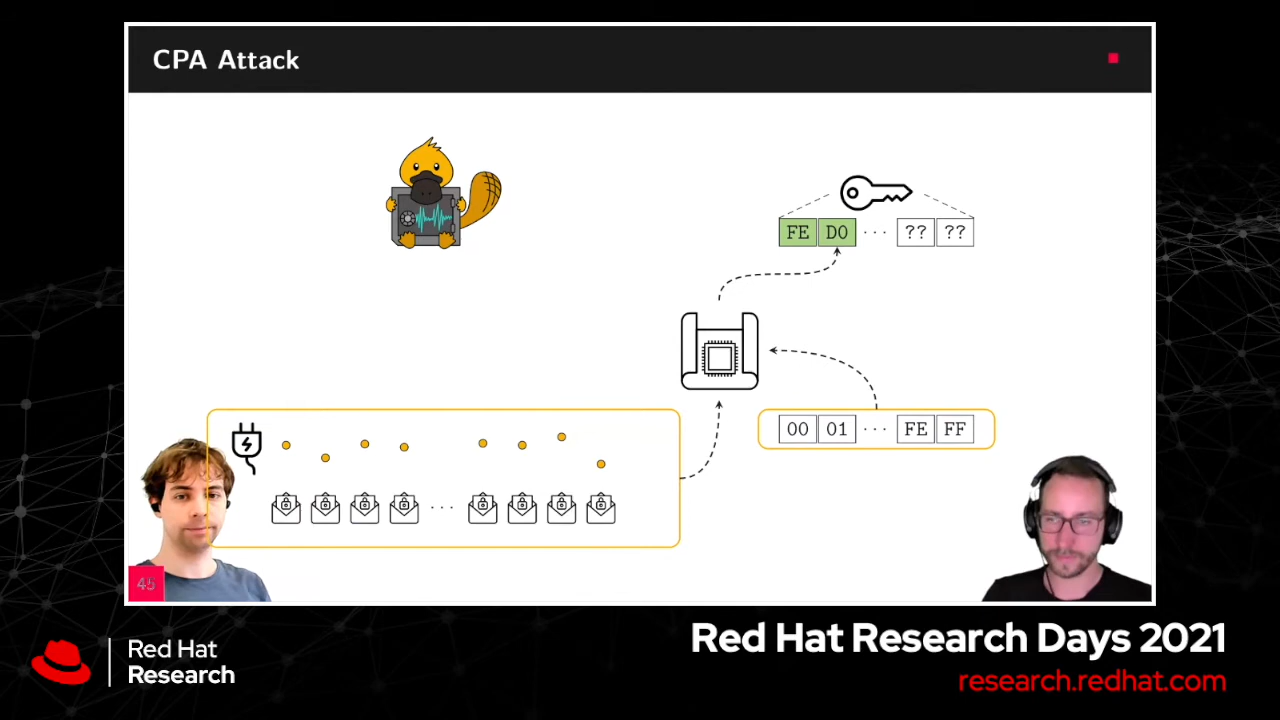 CPA Attack
FE D0 ··· ?? ??
00 01 ··· FE FF
···
45
Red Hat
Research
Red Hat Research Days 2021
research.redhat.com